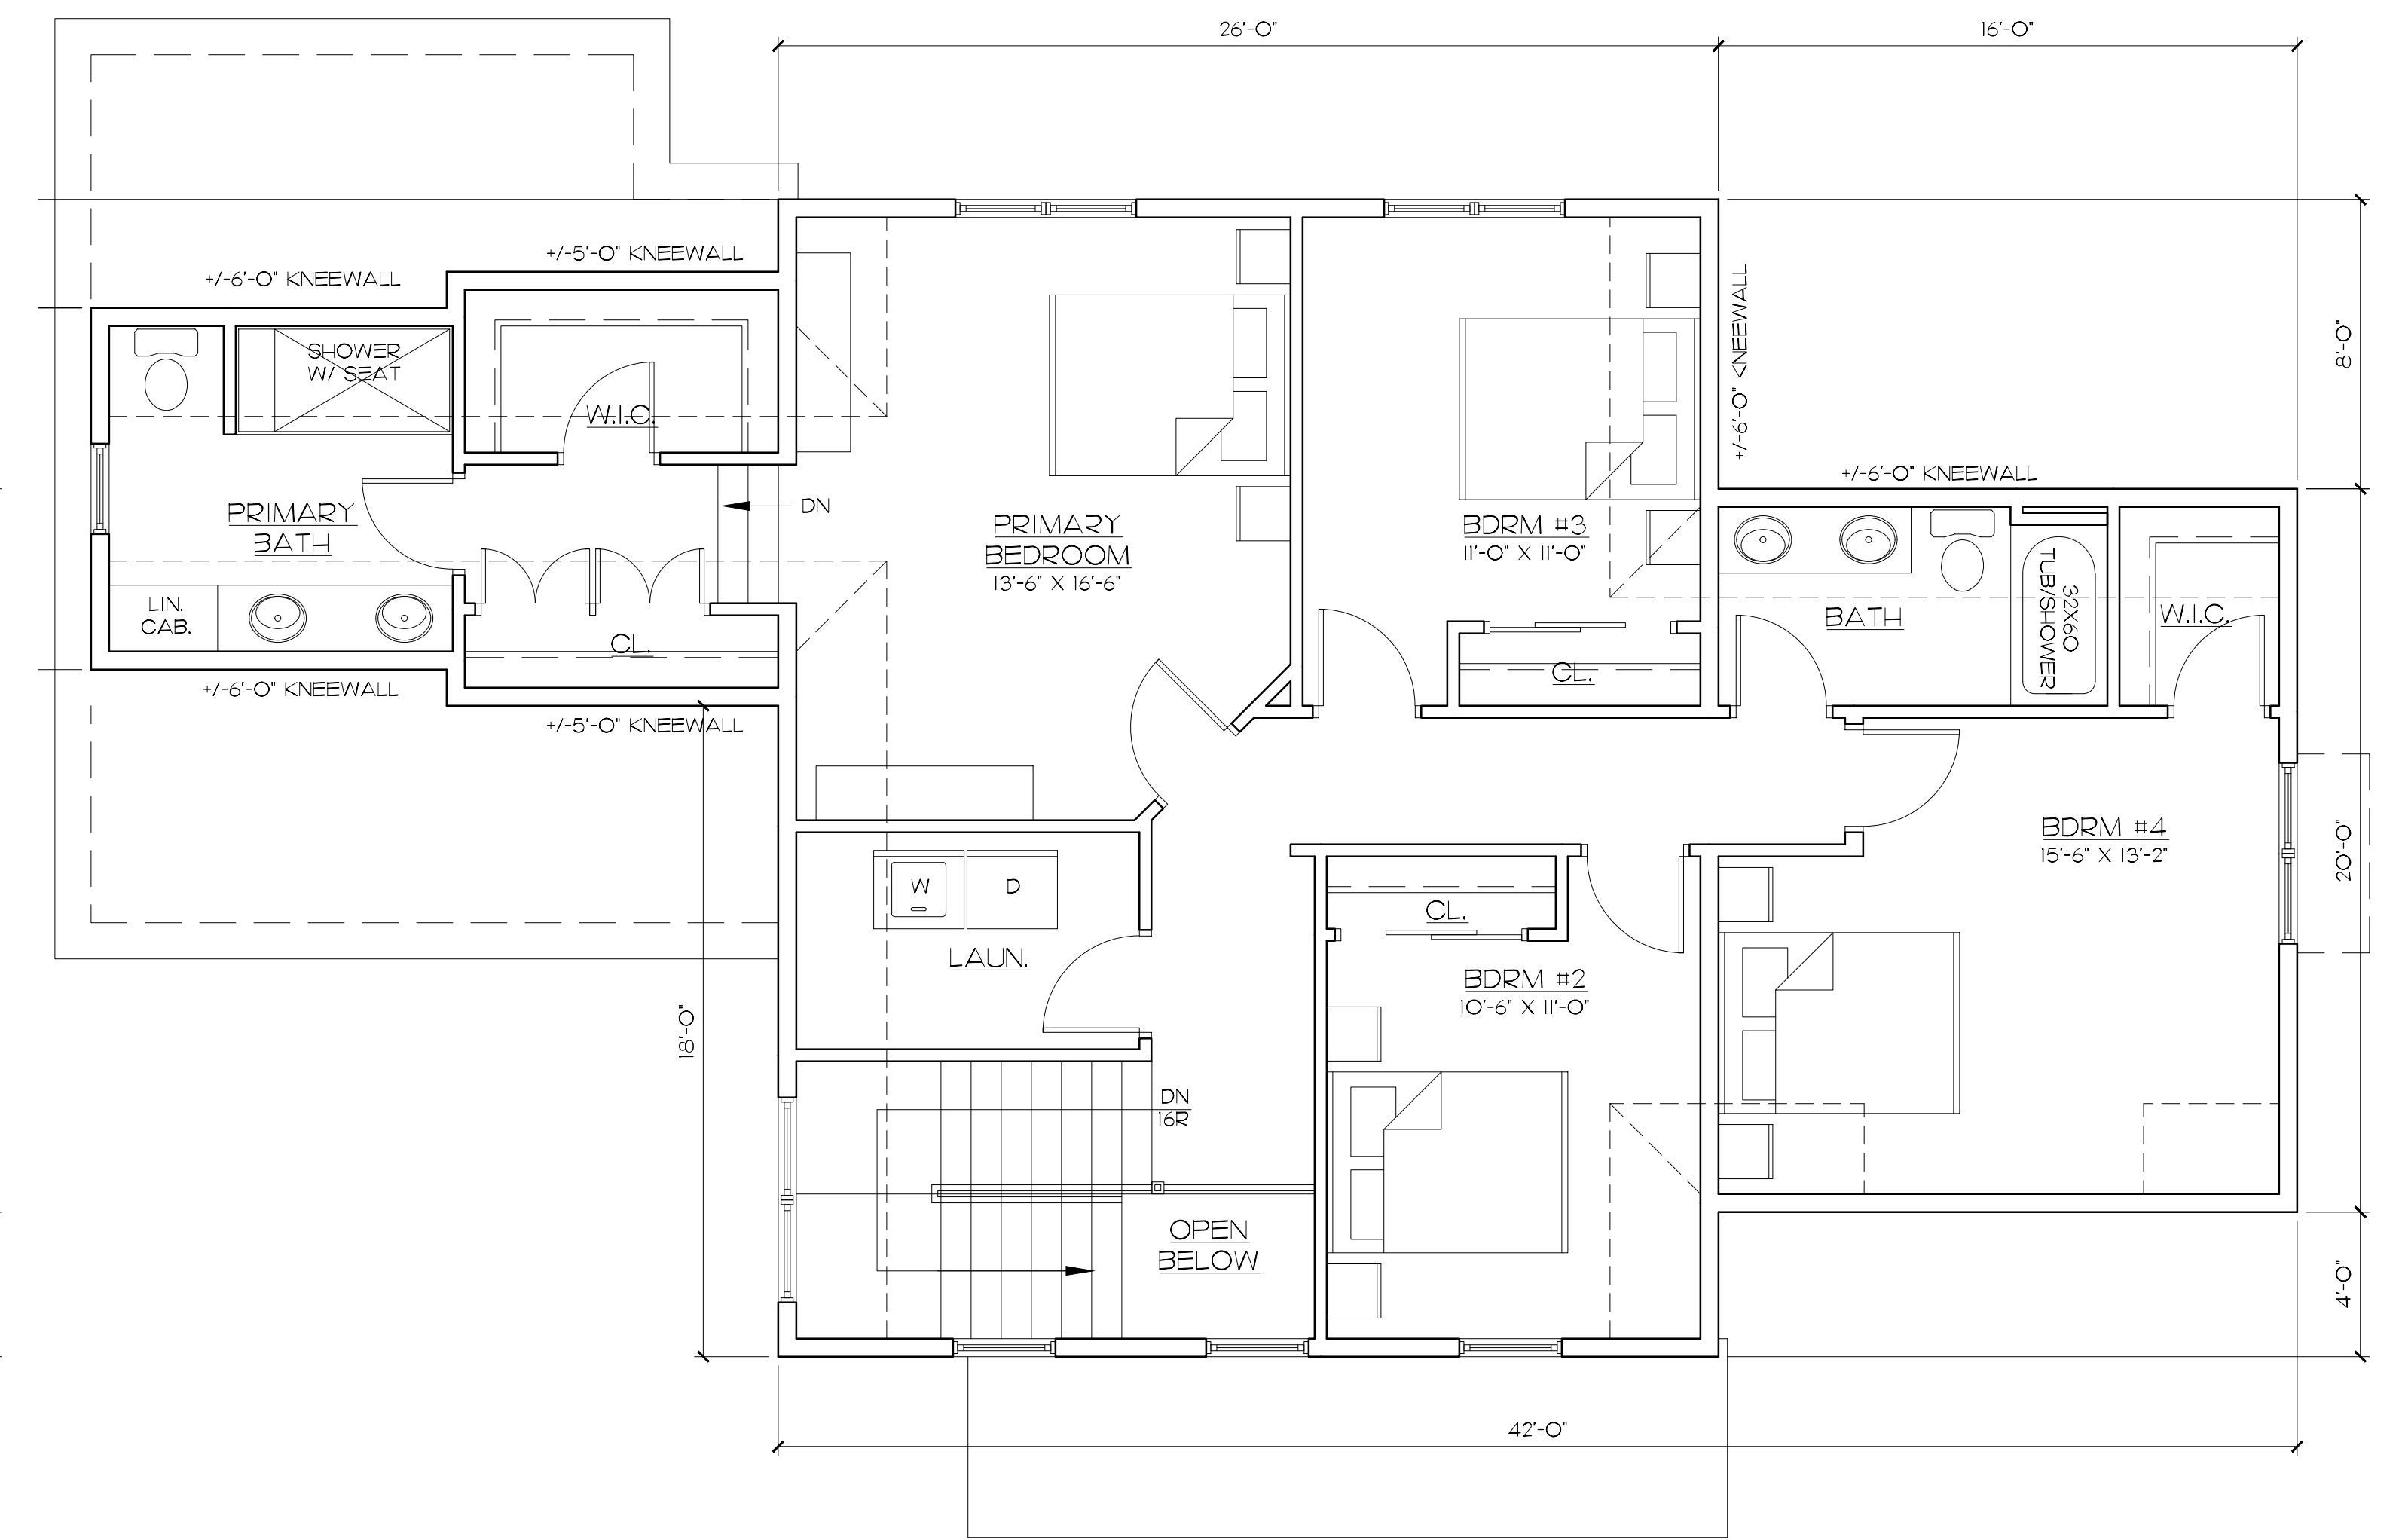 26'-0"
16'-0"
+/-5'-0" KNEEWALL
+/-6'-0" KNEEWALL
+/-6'-0" KNEEWALL
8'-0"
SHOWER
W/ SEAT
W.I.C.
+/-6'-0" KNEEWALL
DN
PRIMARY
BATH
PRIMARY
BEDROOM
13'-6" X 16'-6"
BDRM #3
11'-0" X 11'-0"
LIN.
CAB.
CL.
BATH
32X60
TUB/SHOWER
W.I.C.
CL.
+/-6'-0" KNEEWALL
+/-5'-0" KNEEWALL
BDRM #4
15'-6" X 13'-2"
20'-0"
W
D
CL.
LAUN.
BDRM #2
10'-6" X 11'-0"
18'-0"
DN
16R
OPEN
BELOW
4'-0"
42'-0"